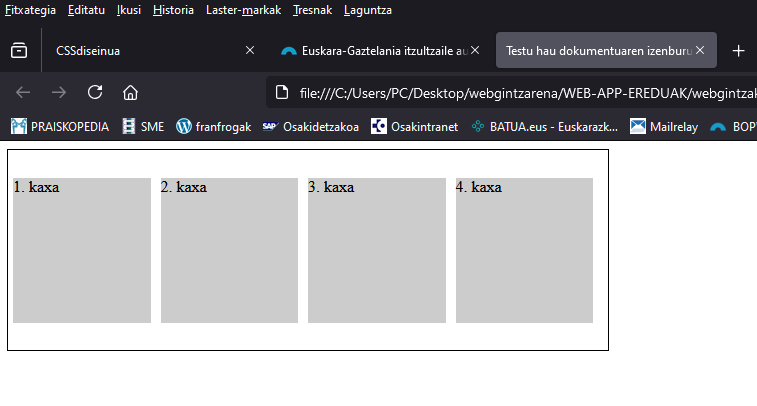 Fitxategia Editatu Ikusi Historia Laster-markak Tresnak Laguntza
CSSdiseinua Euskara-Gaztelania itzultzaile au Testu hau dokumentuaren izenburu
file:///C:/Users/PC/Desktop/webgintzarena/WEB-APP-EREDUAK/webgintzak
PRAISKOPEDIA SME franfrogak SAP Osakidetzakoa Osakintranet BATUA.eus - Euskarazk... Mailrelay BOP
1. kaxa 2. kaxa 3. kaxa 4. kaxa